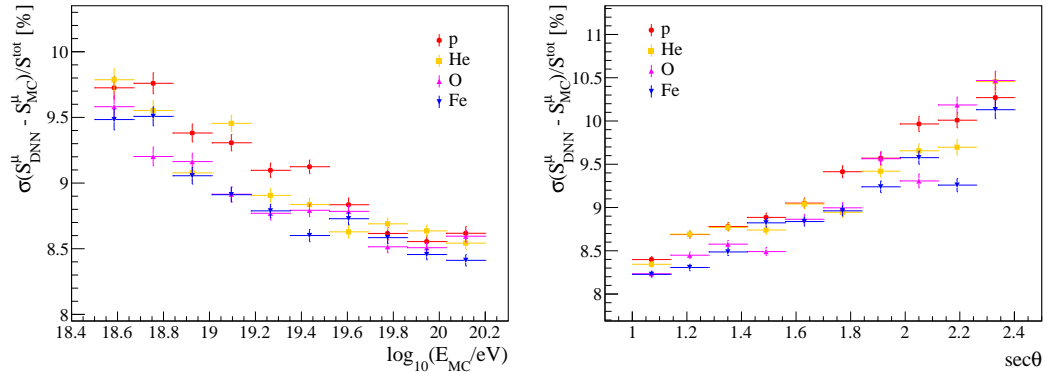 σ(S^μ_DNN - S^μ_MC)/S^tot [%]
10
9.5
9
8.5
8
p
He
O
Fe
18.4 18.6 18.8 19 19.2 19.4 19.6 19.8 20 20.2
log₁₀(E_MC/eV)
σ(S^μ_DNN - S^μ_MC)/S^tot [%]
11
10.5
10
9.5
9
8.5
8
p
He
O
Fe
1 1.2 1.4 1.6 1.8 2 2.2 2.4
secθ